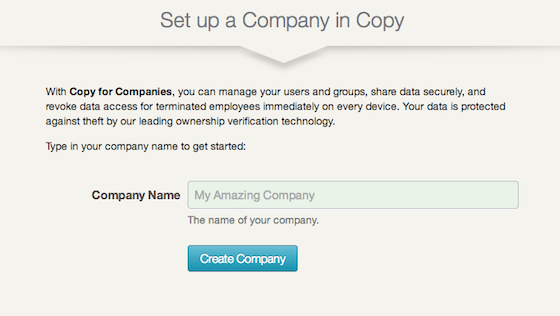 Set up a Company in Copy
With Copy for Companies, you can manage your users and groups, share data securely, and
revoke data access for terminated employees immediately on every device. Your data is protected
against theft by our leading ownership verification technology.
Type in your company name to get started:
Company Name My Amazing Company
The name of your company.
Create Company